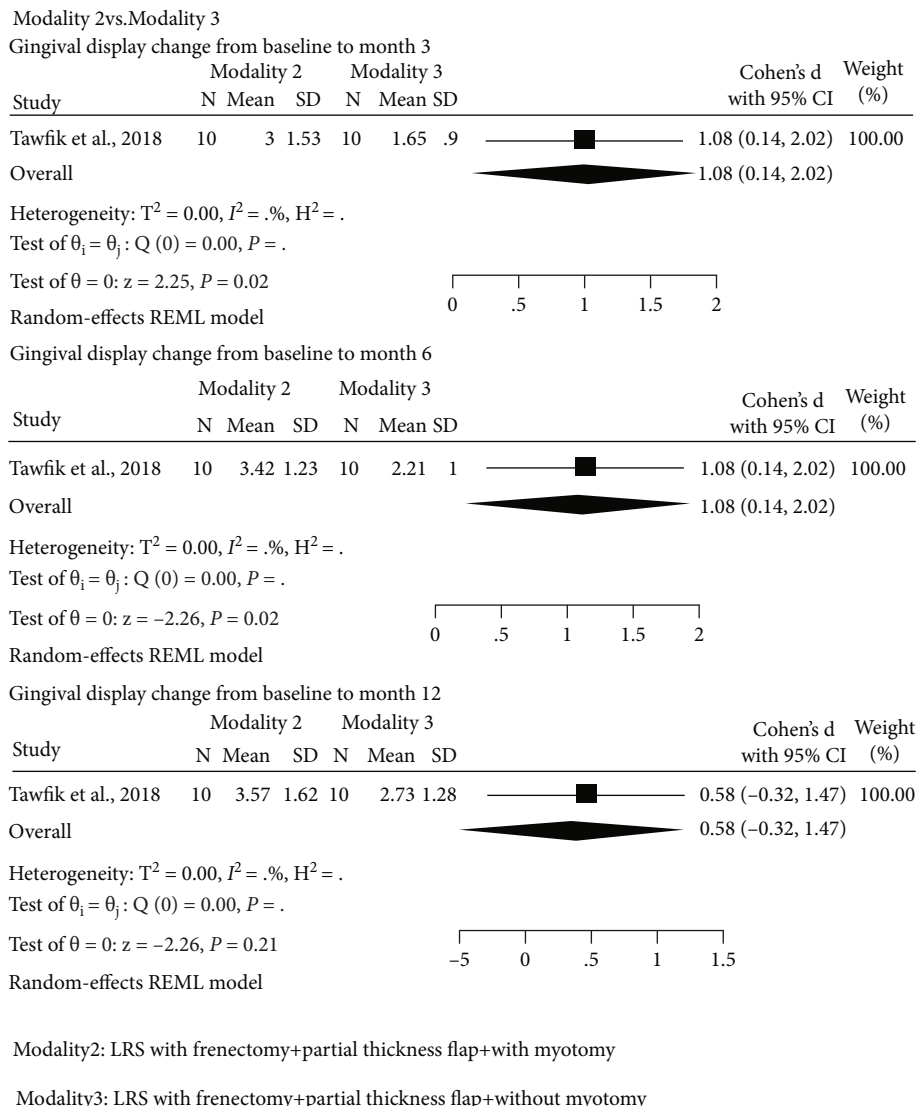 Modality 2vs.Modality 3
Gingival display change from baseline to month 3
Modality 2 Modality 3 Cohen's d Weight
Study N Mean SD N Mean SD with 95% CI (%)
Tawfik et al., 2018 10 3 1.53 10 1.65 .9 1.08 (0.14, 2.02) 100.00
Overall 1.08 (0.14, 2.02)
Heterogeneity: T² = 0.00, I² = .%, H² = .
Test of θi = θj : Q (0) = 0.00, P = .
Test of θ = 0: z = 2.25, P = 0.02
0 .5 1 1.5 2
Random-effects REML model
Gingival display change from baseline to month 6
Modality 2 Modality 3 Cohen's d Weight
Study N Mean SD N Mean SD with 95% CI (%)
Tawfik et al., 2018 10 3.42 1.23 10 2.21 1 1.08 (0.14, 2.02) 100.00
Overall 1.08 (0.14, 2.02)
Heterogeneity: T² = 0.00, I² = .%, H² = .
Test of θi = θj : Q (0) = 0.00, P = .
Test of θ = 0: z = –2.26, P = 0.02
0 .5 1 1.5 2
Random-effects REML model
Gingival display change from baseline to month 12
Modality 2 Modality 3 Cohen's d Weight
Study N Mean SD N Mean SD with 95% CI (%)
Tawfik et al., 2018 10 3.57 1.62 10 2.73 1.28 0.58 (–0.32, 1.47) 100.00
Overall 0.58 (–0.32, 1.47)
Heterogeneity: T² = 0.00, I² = .%, H² = .
Test of θi = θj : Q (0) = 0.00, P = .
Test of θ = 0: z = –2.26, P = 0.21
–5 0 .5 1 1.5
Random-effects REML model
Modality2: LRS with frenectomy+partial thickness flap+with myotomy
Modality3: LRS with frenectomy+partial thickness flap+without myotomy